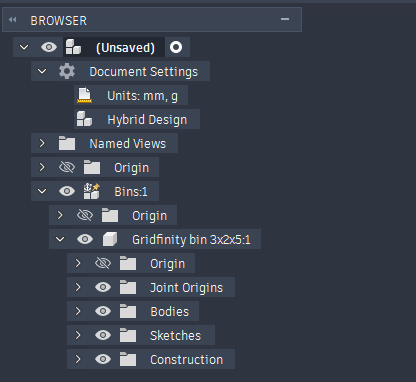 BROWSER
(Unsaved)
Document Settings
Units: mm, g
Hybrid Design
Named Views
Origin
Bins:1
Origin
Gridfinity bin 3x2x5:1
Origin
Joint Origins
Bodies
Sketches
Construction